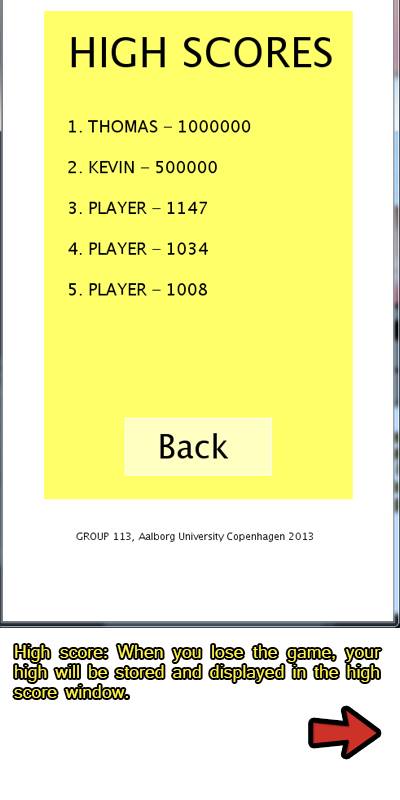 HIGH SCORES
1. THOMAS – 1000000
2. KEVIN – 500000
3. PLAYER – 1147
4. PLAYER – 1034
5. PLAYER – 1008
Back
GROUP 113, Aalborg University Copenhagen 2013
High score: When you lose the game, your
high will be stored and displayed in the high
score window.